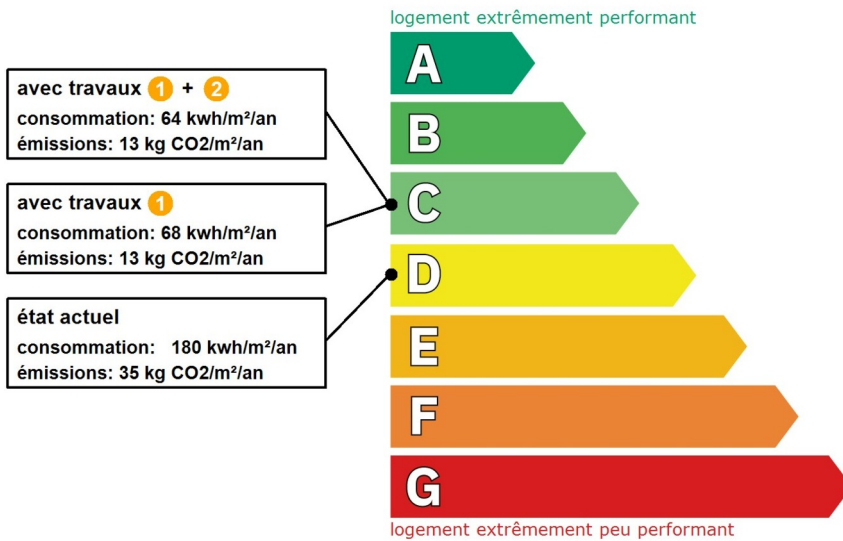 logement extrêmement performant
avec travaux 1 + 2
consommation: 64 kwh/m²/an
émissions: 13 kg CO2/m²/an
avec travaux 1
consommation: 68 kwh/m²/an
émissions: 13 kg CO2/m²/an
état actuel
consommation: 180 kwh/m²/an
émissions: 35 kg CO2/m²/an
A
B
C
D
E
F
G
logement extrêmement peu performant